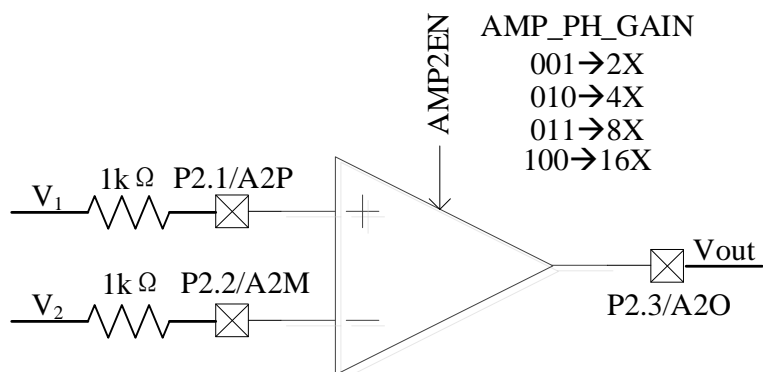 AMP_PH_GAIN
001→2X
010→4X
011→8X
100→16X
AMP2EN
1kΩ
P2.1/A2P
V1
+
1kΩ
P2.2/A2M
V2
−
Vout
P2.3/A2O